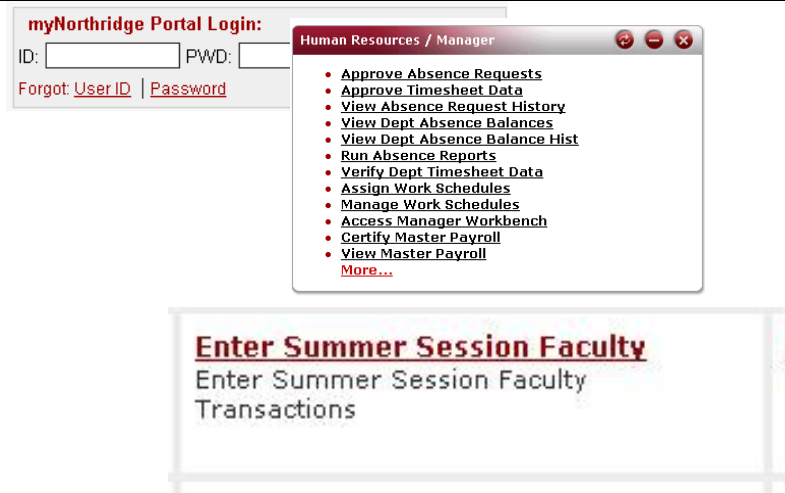 myNorthridge Portal Login:
ID: PWD:
Forgot: User ID | Password
Human Resources / Manager
Approve Absence Requests
Approve Timesheet Data
View Absence Request History
View Dept Absence Balances
View Dept Absence Balance Hist
Run Absence Reports
Verify Dept Timesheet Data
Assign Work Schedules
Manage Work Schedules
Access Manager Workbench
Certify Master Payroll
View Master Payroll
More...
Enter Summer Session Faculty
Enter Summer Session Faculty
Transactions